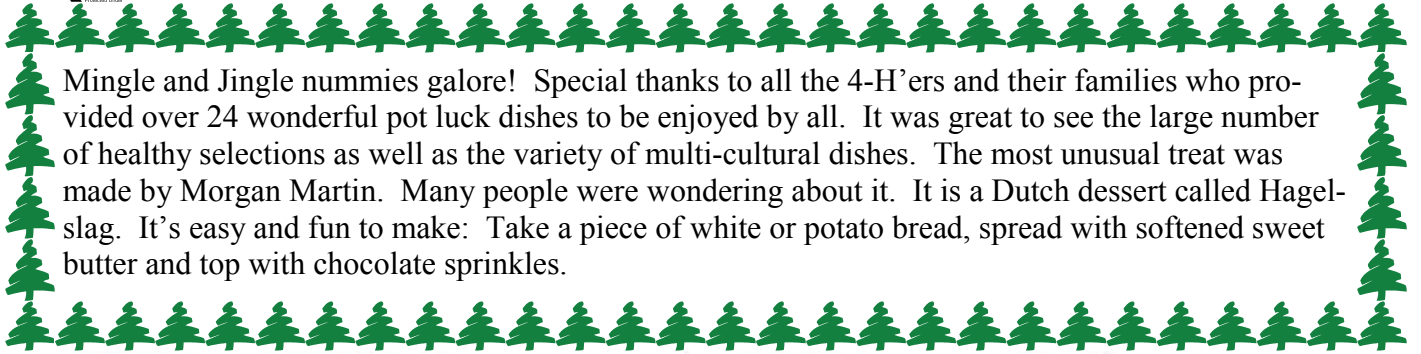 Mingle and Jingle nummies galore!  Special thanks to all the 4-H’ers and their families who pro-
vided over 24 wonderful pot luck dishes to be enjoyed by all.  It was great to see the large number
of healthy selections as well as the variety of multi-cultural dishes.  The most unusual treat was
made by Morgan Martin.  Many people were wondering about it.  It is a Dutch dessert called Hagel-
slag.  It’s easy and fun to make:  Take a piece of white or potato bread, spread with softened sweet
butter and top with chocolate sprinkles.